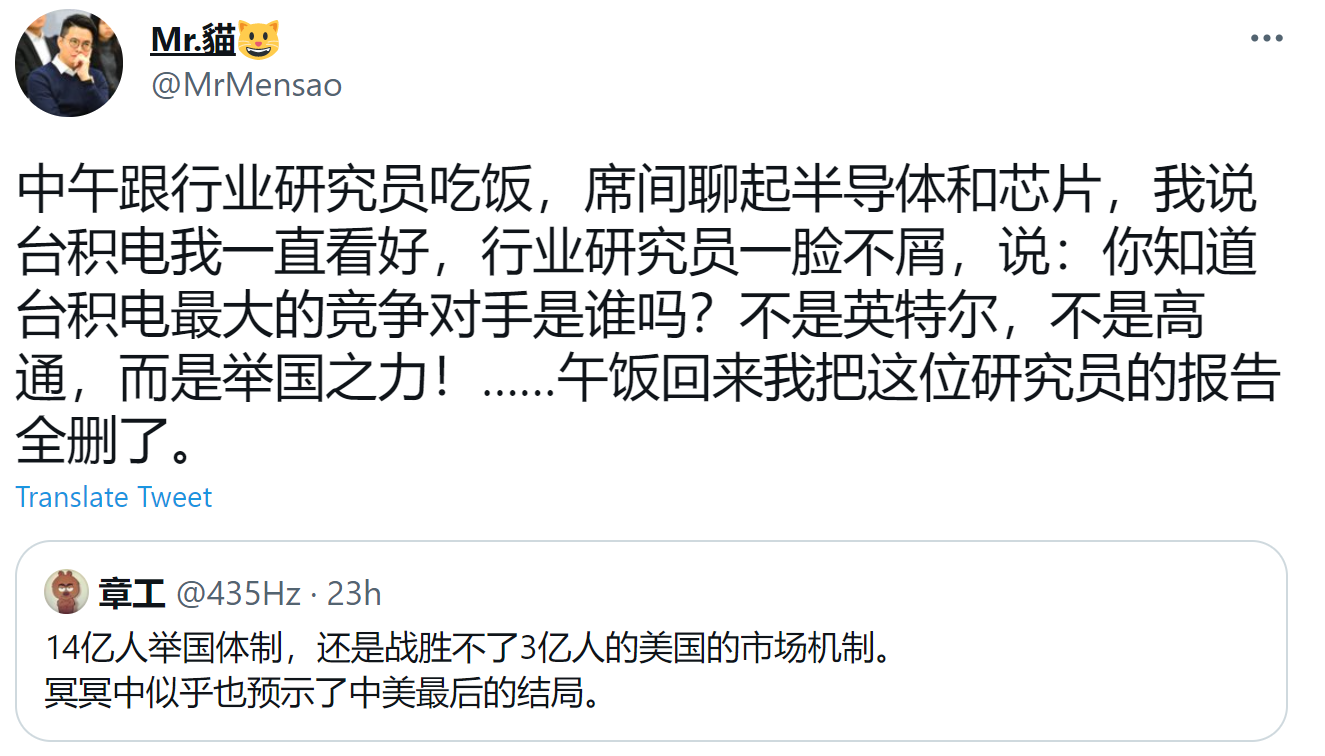 Mr.貓😺
@MrMensao
中午跟行业研究员吃饭，席间聊起半导体和芯片，我说
台积电我一直看好，行业研究员一脸不屑，说：你知道
台积电最大的竞争对手是谁吗？不是英特尔，不是高
通，而是举国之力！……午饭回来我把这位研究员的报告
全删了。
Translate Tweet
章工 @435Hz · 23h
14亿人举国体制，还是战胜不了3亿人的美国的市场机制。
冥冥中似乎也预示了中美最后的结局。